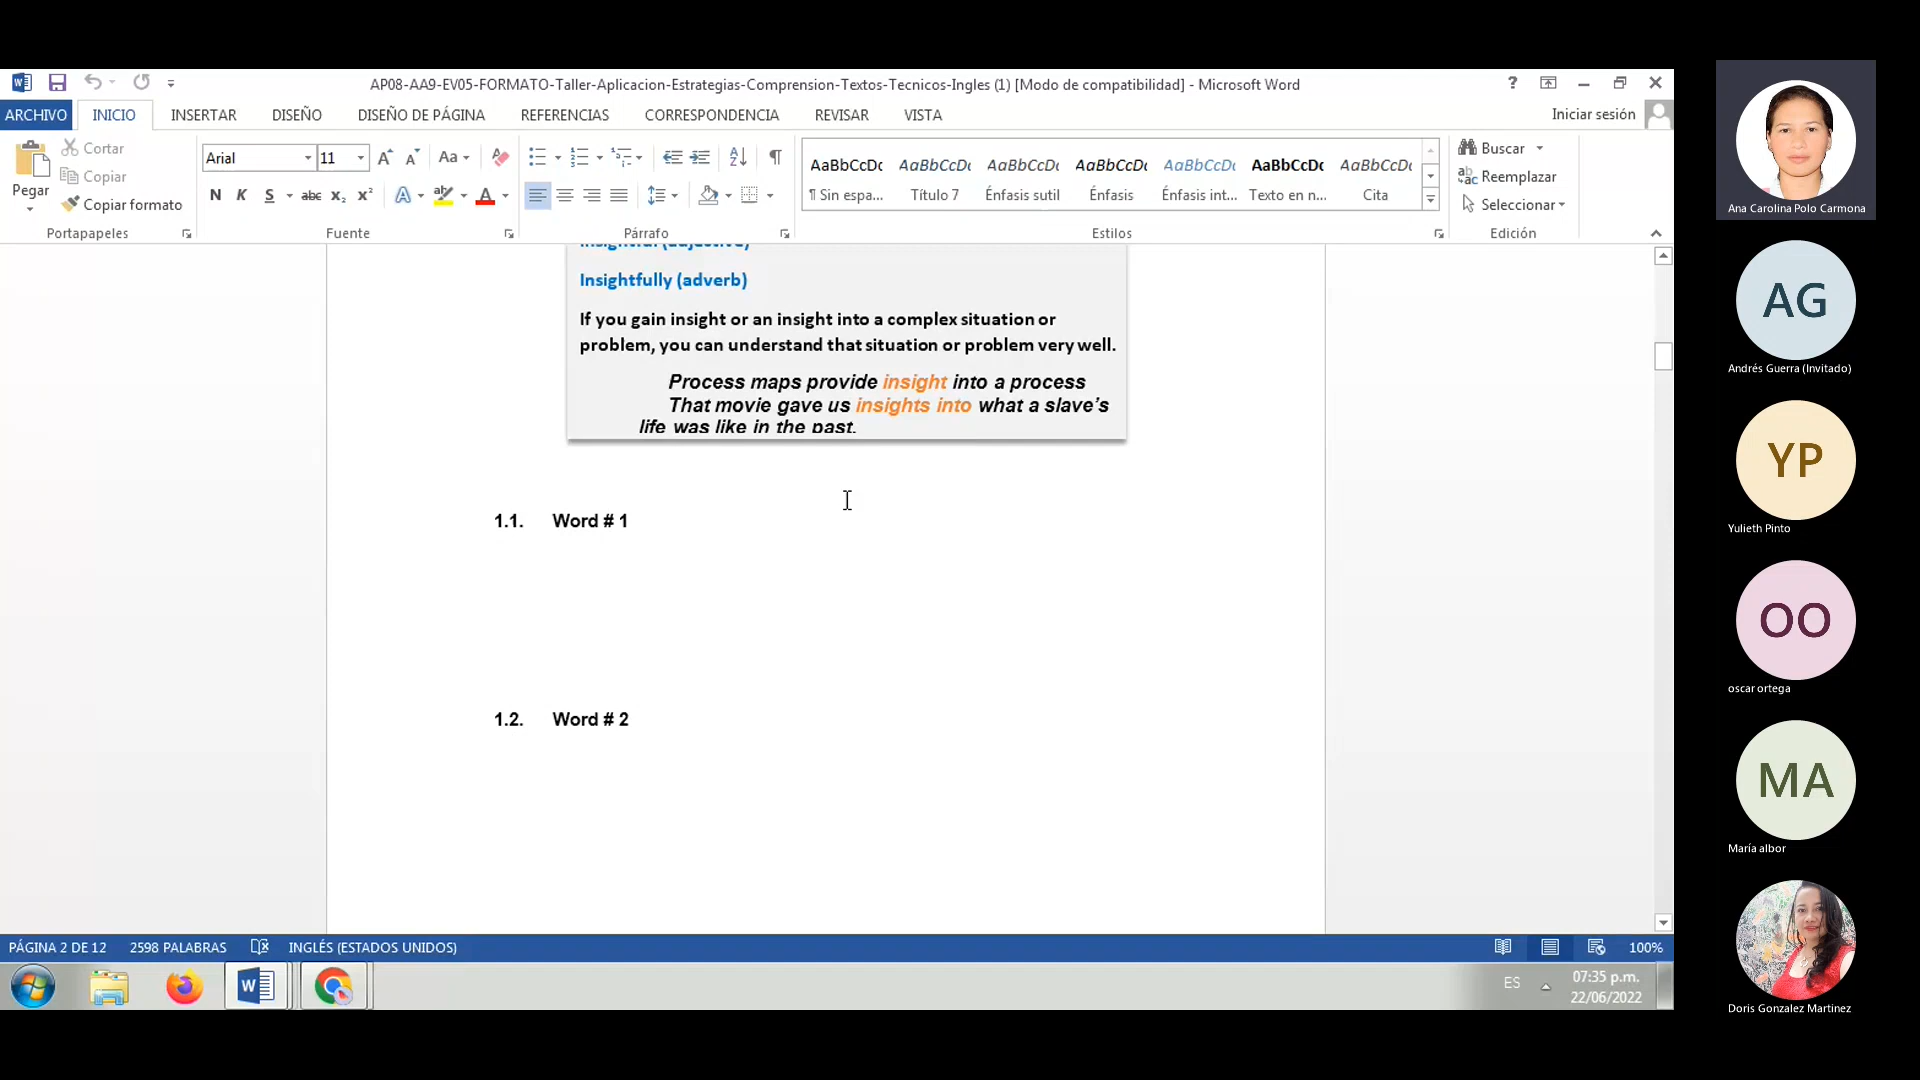 AP08-AA9-EV05-FORMATO-Taller-Aplicacion-Estrategias-Comprension-Textos-Tecnicos-Ingles (1) [Modo de compatibilidad] - Microsoft Word
ARCHIVO INICIO INSERTAR DISEÑO DISEÑO DE PÁGINA REFERENCIAS CORRESPONDENCIA REVISAR VISTA Iniciar sesión
Pegar
Cortar
Copiar
Copiar formato
Portapapeles
Arial 11
Fuente
Párrafo
AaBbCcDc AaBbCcDc AaBbCcDc AaBbCcDc AaBbCcDc AaBbCcDc AaBbCcDc
¶ Sin espa... Título 7 Énfasis sutil Énfasis Énfasis int... Texto en n... Cita
Estilos
Buscar
Reemplazar
Seleccionar
Edición
Insightful (adjective)
Insightfully (adverb)
If you gain insight or an insight into a complex situation or
problem, you can understand that situation or problem very well.
Process maps provide insight into a process
That movie gave us insights into what a slave's
life was like in the past.
1.1. Word # 1
1.2. Word # 2
PÁGINA 2 DE 12 2598 PALABRAS INGLÉS (ESTADOS UNIDOS) 100%
ES 07:35 p.m.
22/06/2022
Ana Carolina Polo Carmona
AG
Andrés Guerra (Invitado)
YP
Yulieth Pinto
OO
oscar ortega
MA
María albor
Doris Gonzalez Martinez